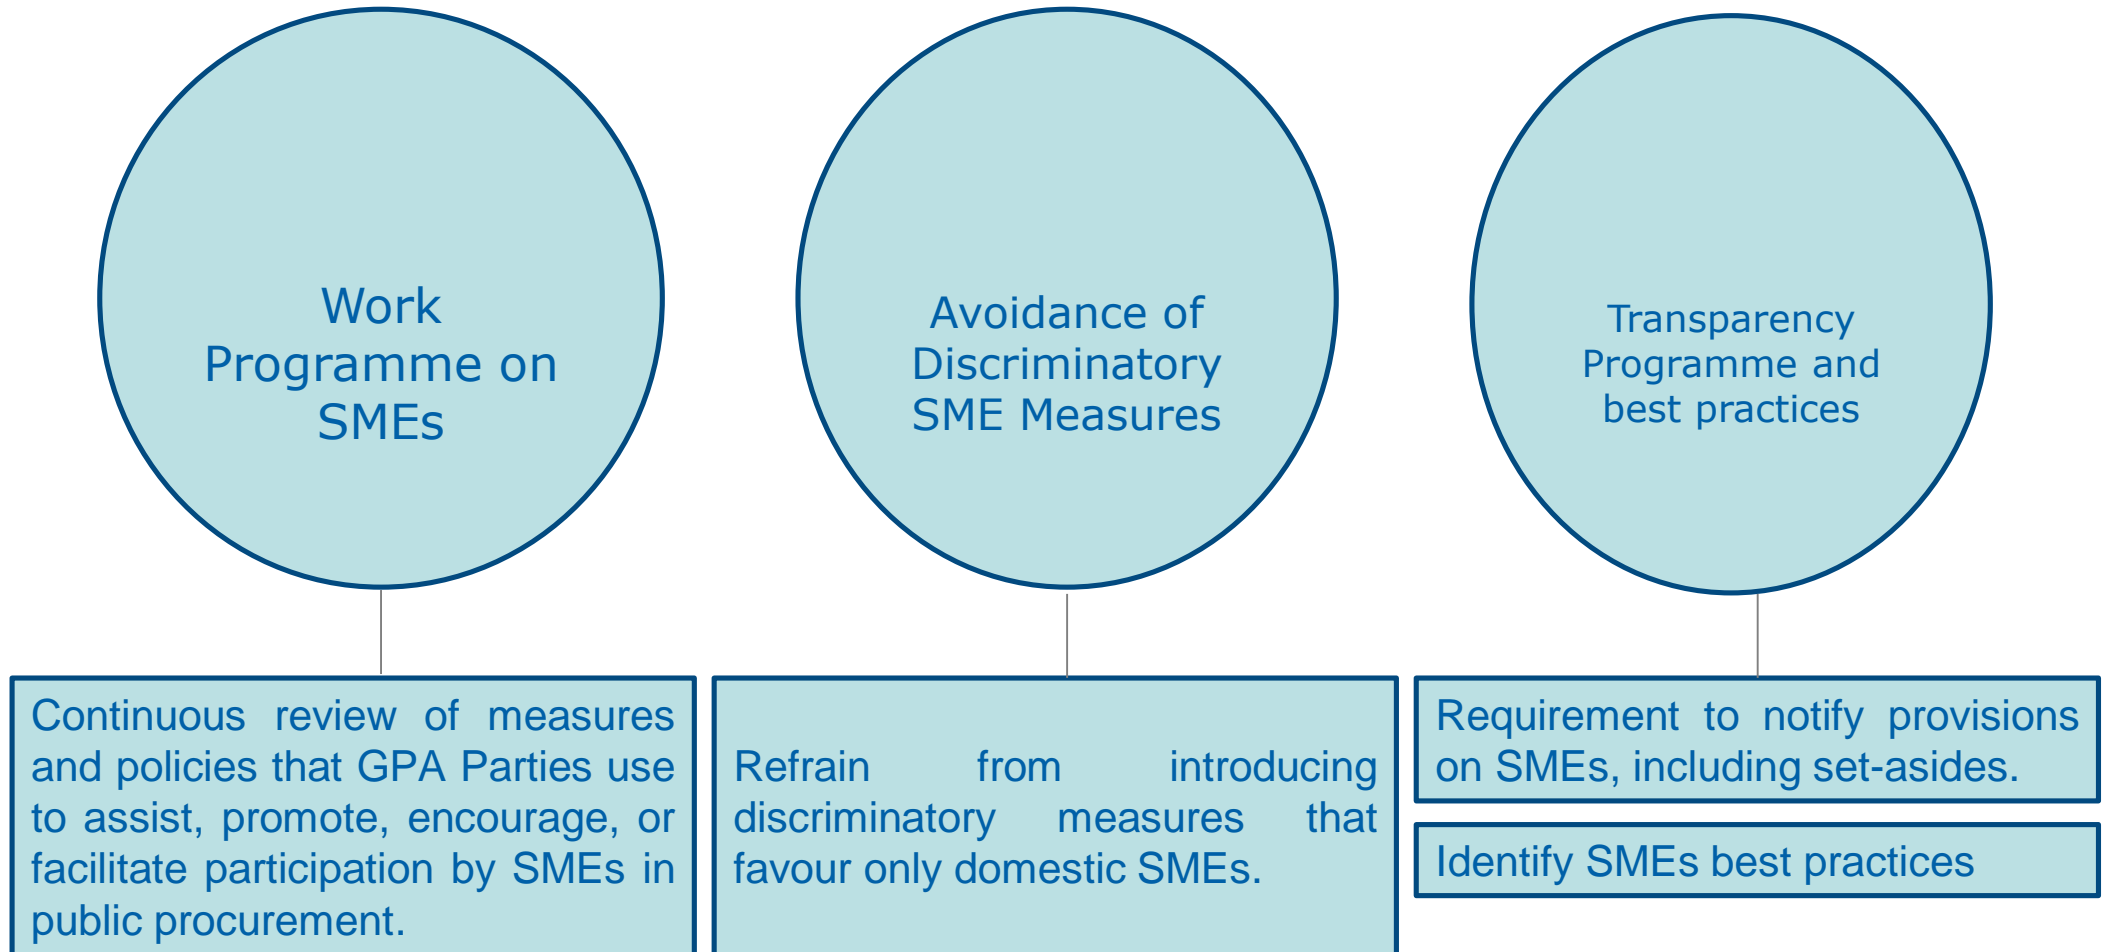 Work
Programme on
SMEs
Avoidance of
Discriminatory
SME Measures
Transparency
Programme and
best practices
Continuous review of measures
and policies that GPA Parties use
to assist, promote, encourage, or
facilitate participation by SMEs in
public procurement.
Refrain from introducing
discriminatory measures that
favour only domestic SMEs.
Requirement to notify provisions
on SMEs, including set-asides.
Identify SMEs best practices